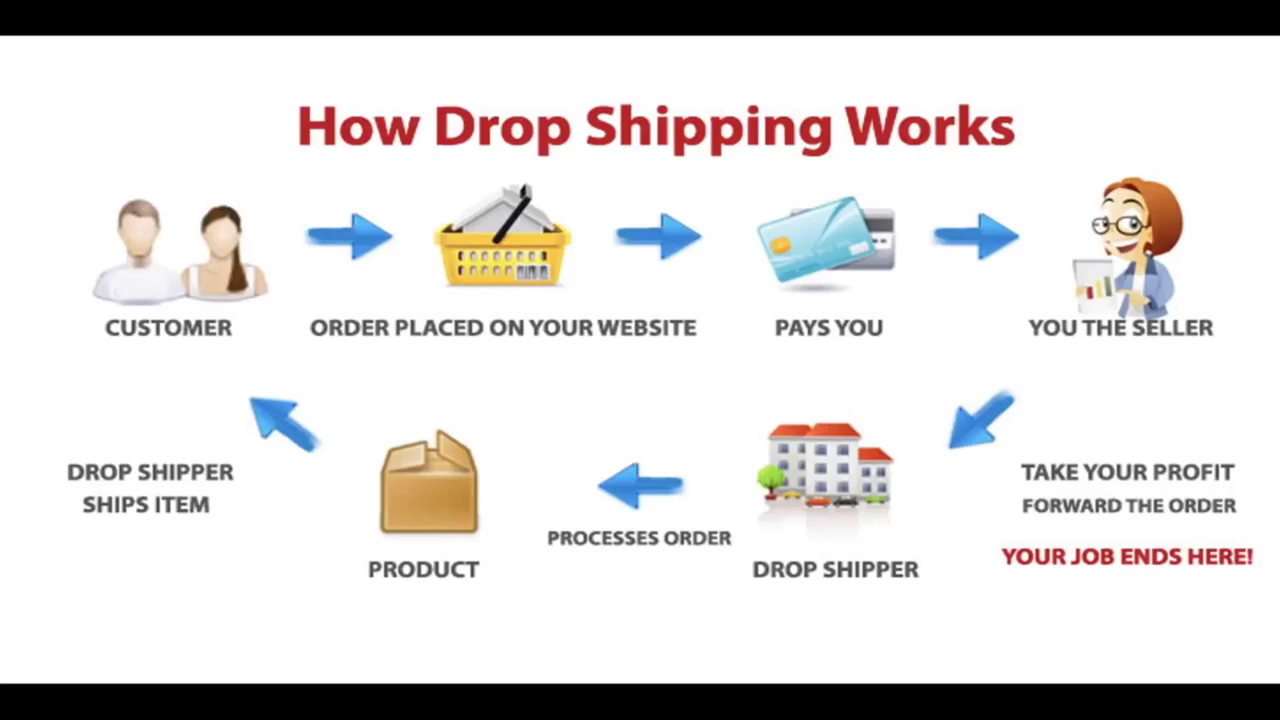 How Drop Shipping Works
CUSTOMER
ORDER PLACED ON YOUR WEBSITE
PAYS YOU
YOU THE SELLER
TAKE YOUR PROFIT
FORWARD THE ORDER
YOUR JOB ENDS HERE!
DROP SHIPPER
PROCESSES ORDER
PRODUCT
DROP SHIPPER
SHIPS ITEM